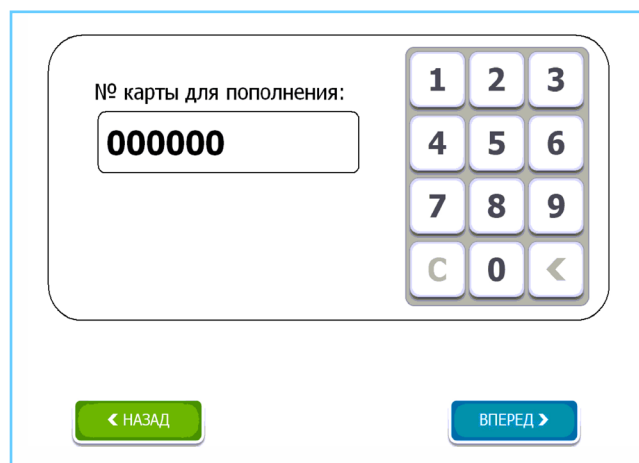 № карты для пополнения:
000000
1 2 3
4 5 6
7 8 9
C 0 <
< НАЗАД
ВПЕРЕД >